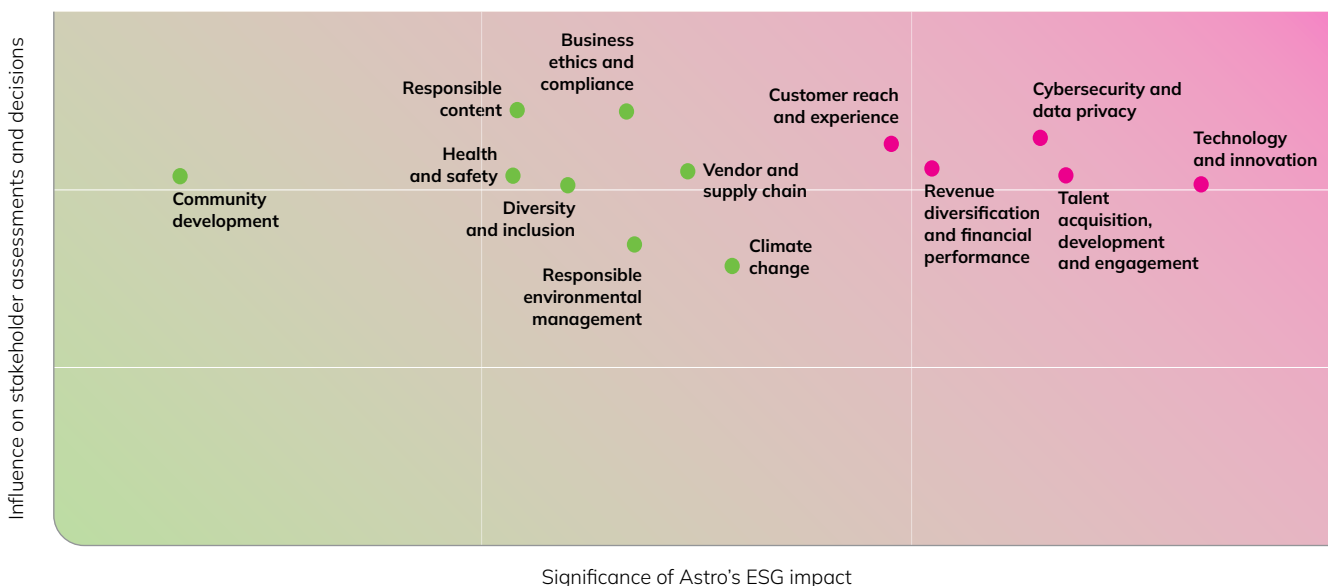 Influence on stakeholder assessments and decisions
Business
ethics and
compliance
Responsible
content
Customer reach
and experience
Cybersecurity and
data privacy
Technology
and innovation
Health
and safety
Vendor and
supply chain
Community
development
Diversity
and inclusion
Revenue
diversification
and financial
performance
Talent
acquisition,
development
and engagement
Climate
change
Responsible
environmental
management
Significance of Astro’s ESG impact